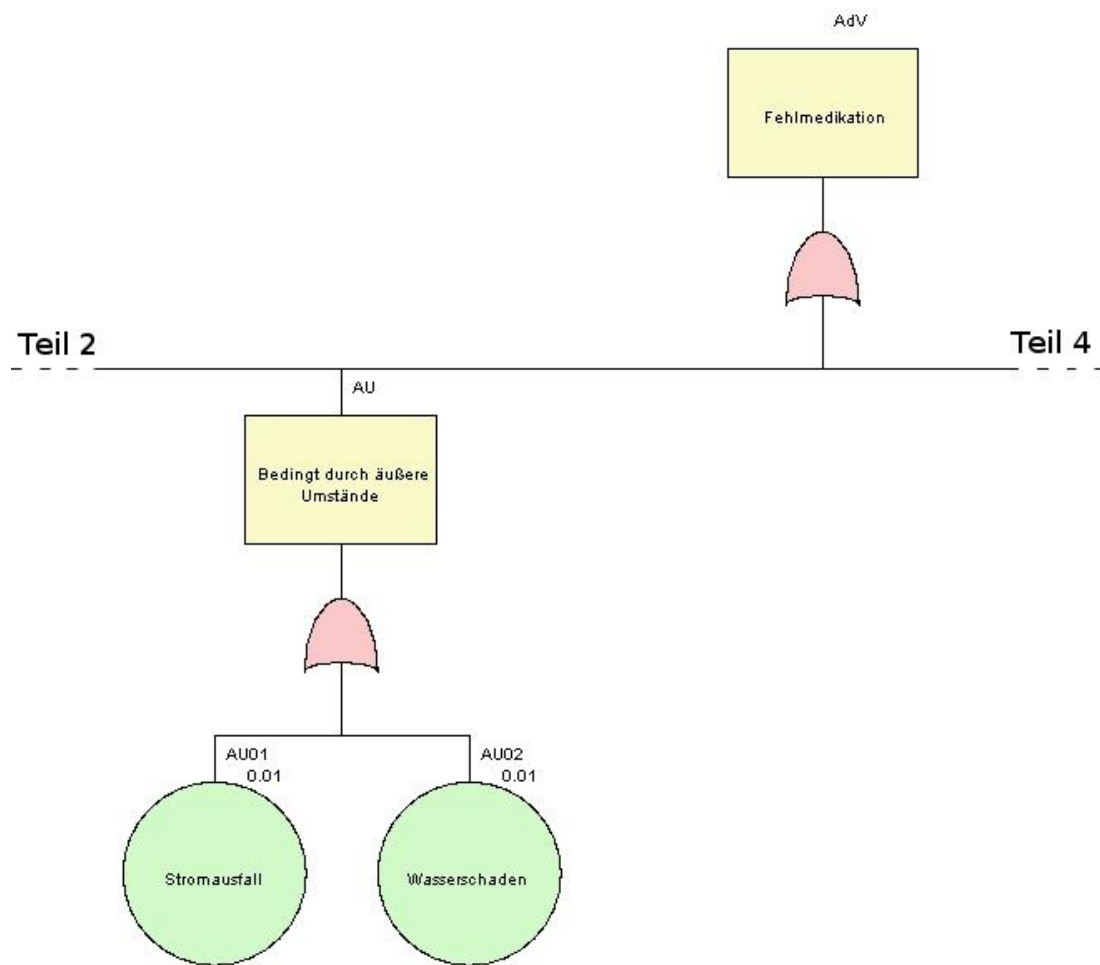 AdV
Fehlmedikation
Teil 2
Teil 4
AU
Bedingt durch äußere
Umstände
AU01
0.01
AU02
0.01
Stromausfall
Wasserschaden